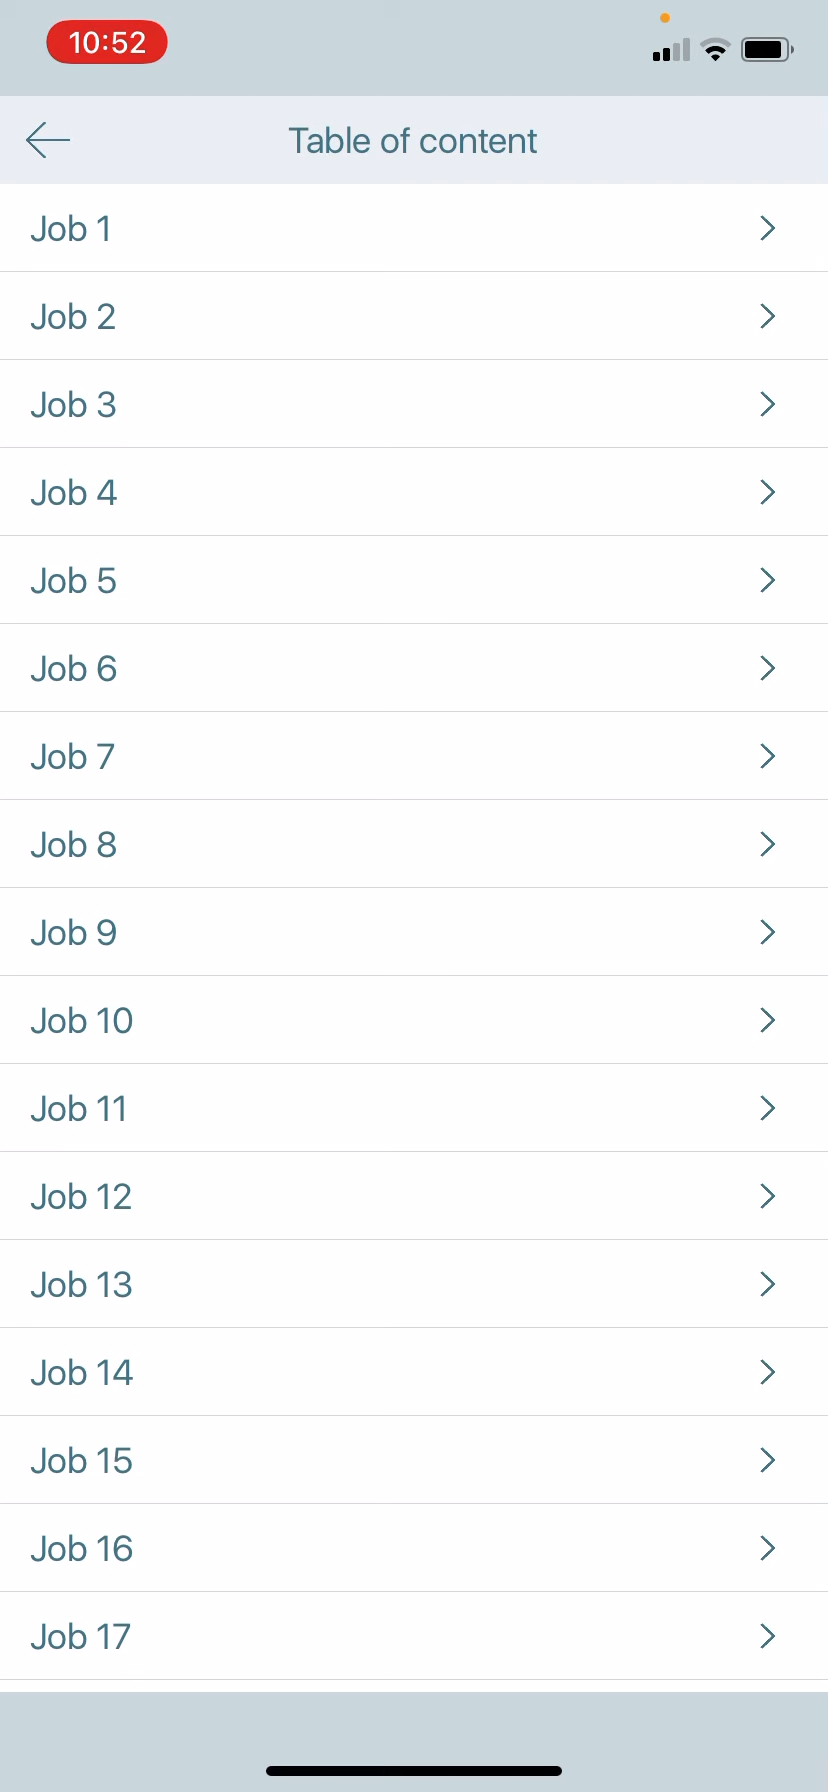 10:52
Table of content
Job 1
Job 2
Job 3
Job 4
Job 5
Job 6
Job 7
Job 8
Job 9
Job 10
Job 11
Job 12
Job 13
Job 14
Job 15
Job 16
Job 17